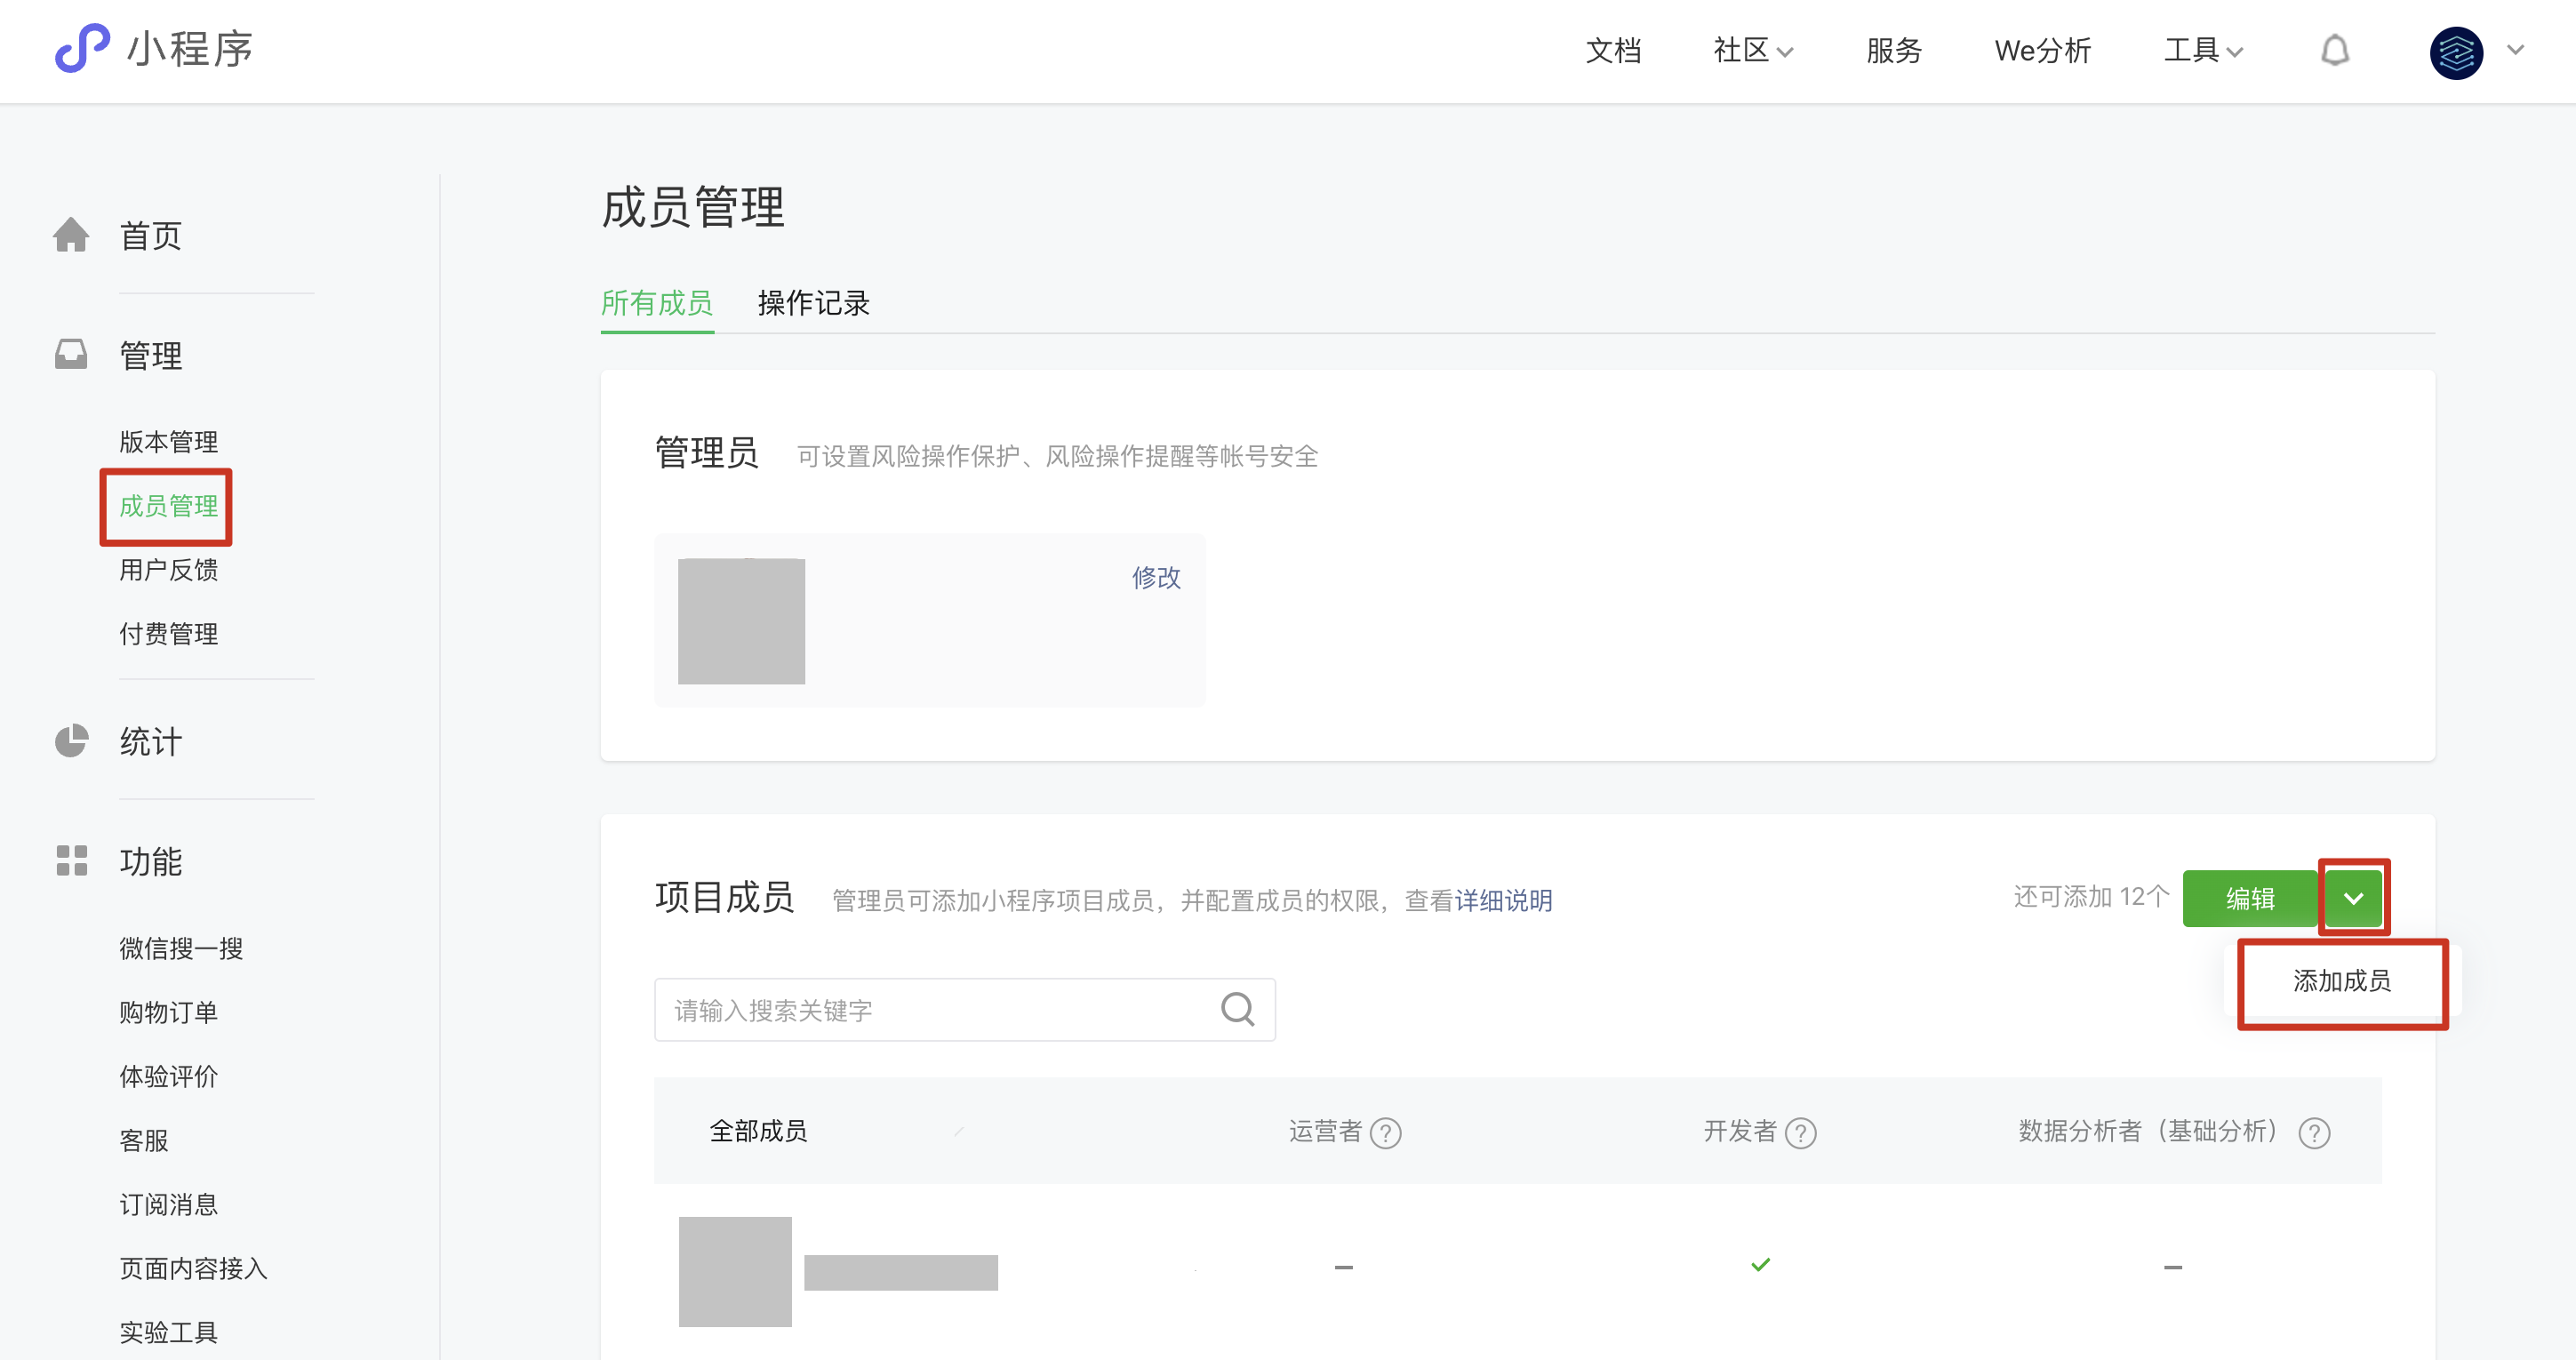 小程序
文档 社区 服务 We分析 工具
首页
管理
版本管理
成员管理
用户反馈
付费管理
统计
功能
微信搜一搜
购物订单
体验评价
客服
订阅消息
页面内容接入
实验工具
成员管理
所有成员 操作记录
管理员 可设置风险操作保护、风险操作提醒等帐号安全
修改
项目成员 管理员可添加小程序项目成员，并配置成员的权限，查看详细说明
还可添加 12个 编辑
添加成员
请输入搜索关键字
全部成员 运营者 ? 开发者 ? 数据分析者（基础分析） ?